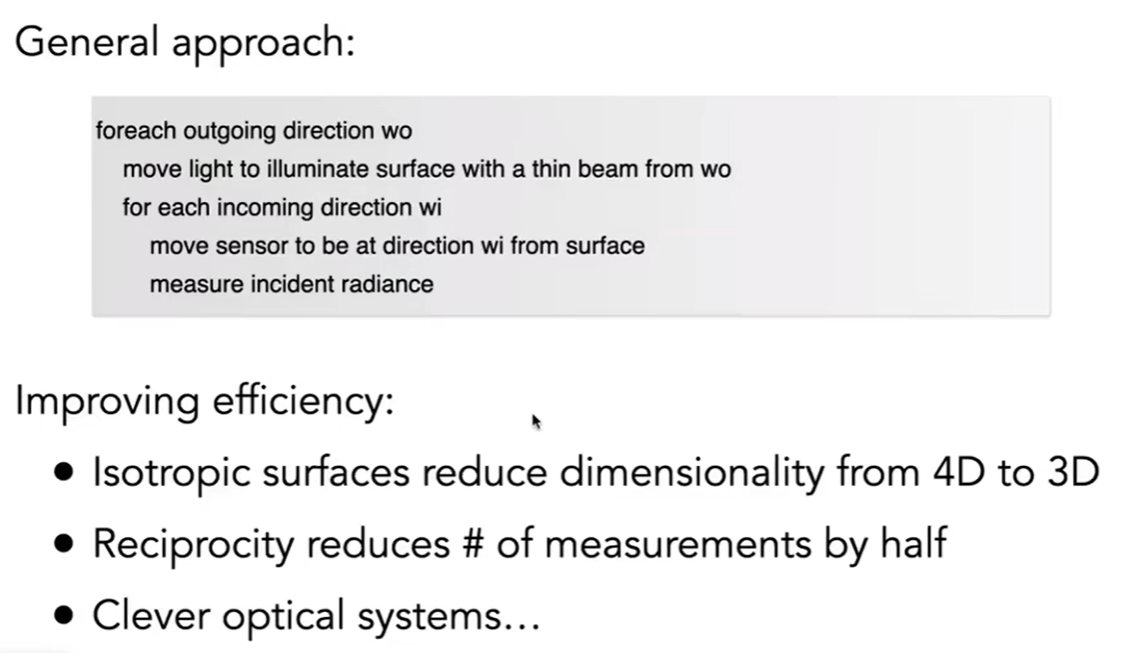 General approach:
foreach outgoing direction wo
move light to illuminate surface with a thin beam from wo
for each incoming direction wi
move sensor to be at direction wi from surface
measure incident radiance
Improving efficiency:
● Isotropic surfaces reduce dimensionality from 4D to 3D
● Reciprocity reduces # of measurements by half
● Clever optical systems…